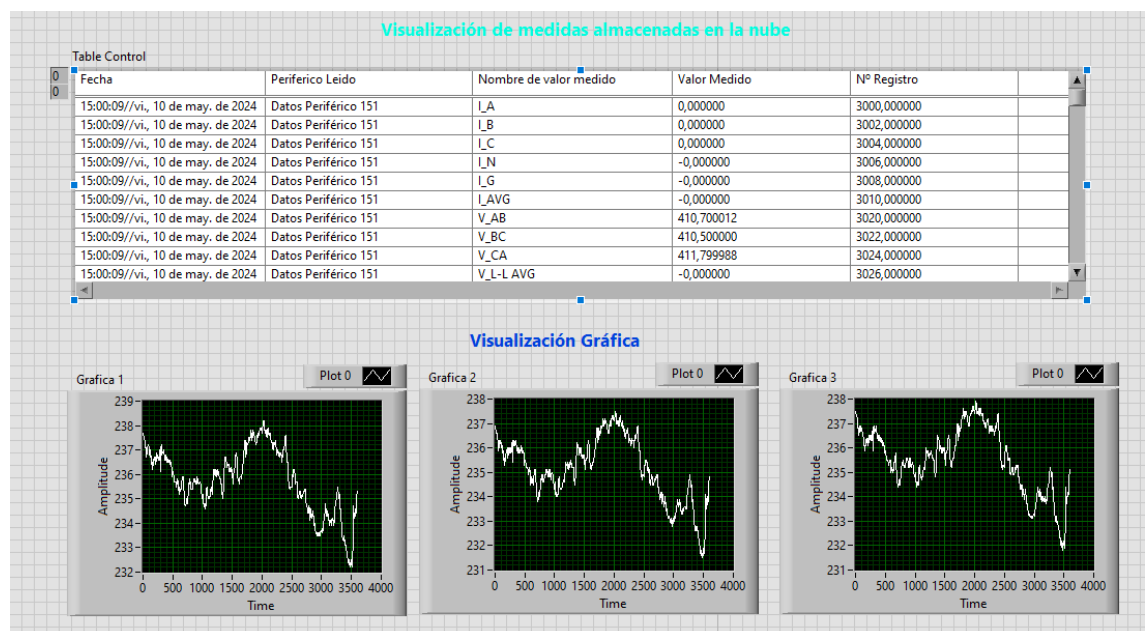 Visualización de medidas almacenadas en la nube
Table Control
0
0
Fecha Periferico Leido Nombre de valor medido Valor Medido Nº Registro
15:00:09//vi., 10 de may. de 2024 Datos Periférico 151 I_A 0,000000 3000,000000
15:00:09//vi., 10 de may. de 2024 Datos Periférico 151 I_B 0,000000 3002,000000
15:00:09//vi., 10 de may. de 2024 Datos Periférico 151 I_C 0,000000 3004,000000
15:00:09//vi., 10 de may. de 2024 Datos Periférico 151 I_N -0,000000 3006,000000
15:00:09//vi., 10 de may. de 2024 Datos Periférico 151 I_G -0,000000 3008,000000
15:00:09//vi., 10 de may. de 2024 Datos Periférico 151 I_AVG -0,000000 3010,000000
15:00:09//vi., 10 de may. de 2024 Datos Periférico 151 V_AB 410,700012 3020,000000
15:00:09//vi., 10 de may. de 2024 Datos Periférico 151 V_BC 410,500000 3022,000000
15:00:09//vi., 10 de may. de 2024 Datos Periférico 151 V_CA 411,799988 3024,000000
15:00:09//vi., 10 de may. de 2024 Datos Periférico 151 V_L-L AVG -0,000000 3026,000000
Visualización Gráfica
Grafica 1 Plot 0
239
238
237
236
235
234
233
232
Amplitude
0 500 1000 1500 2000 2500 3000 3500 4000
Time
Grafica 2 Plot 0
238
237
236
235
234
233
232
231
Amplitude
0 500 1000 1500 2000 2500 3000 3500 4000
Time
Grafica 3 Plot 0
238
237
236
235
234
233
232
231
Amplitude
0 500 1000 1500 2000 2500 3000 3500 4000
Time